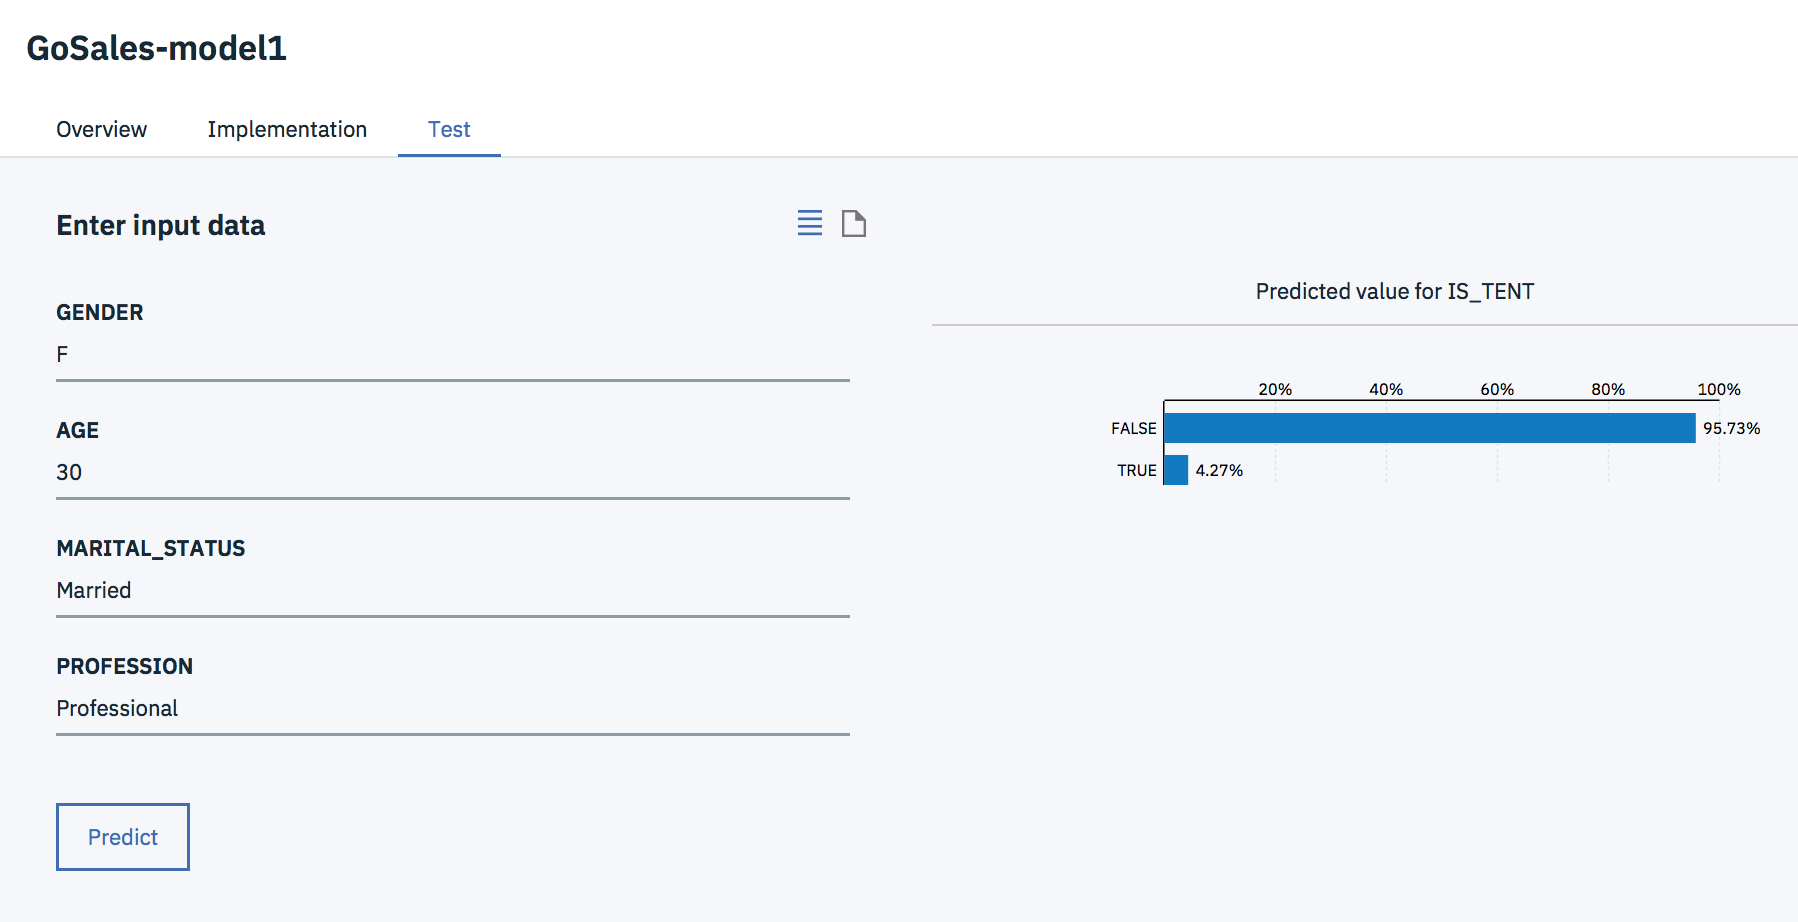 GoSales-model1
Overview Implementation Test
Enter input data
GENDER
F
AGE
30
MARITAL_STATUS
Married
PROFESSION
Professional
Predict
Predicted value for IS_TENT
20% 40% 60% 80% 100%
FALSE 95.73%
TRUE 4.27%